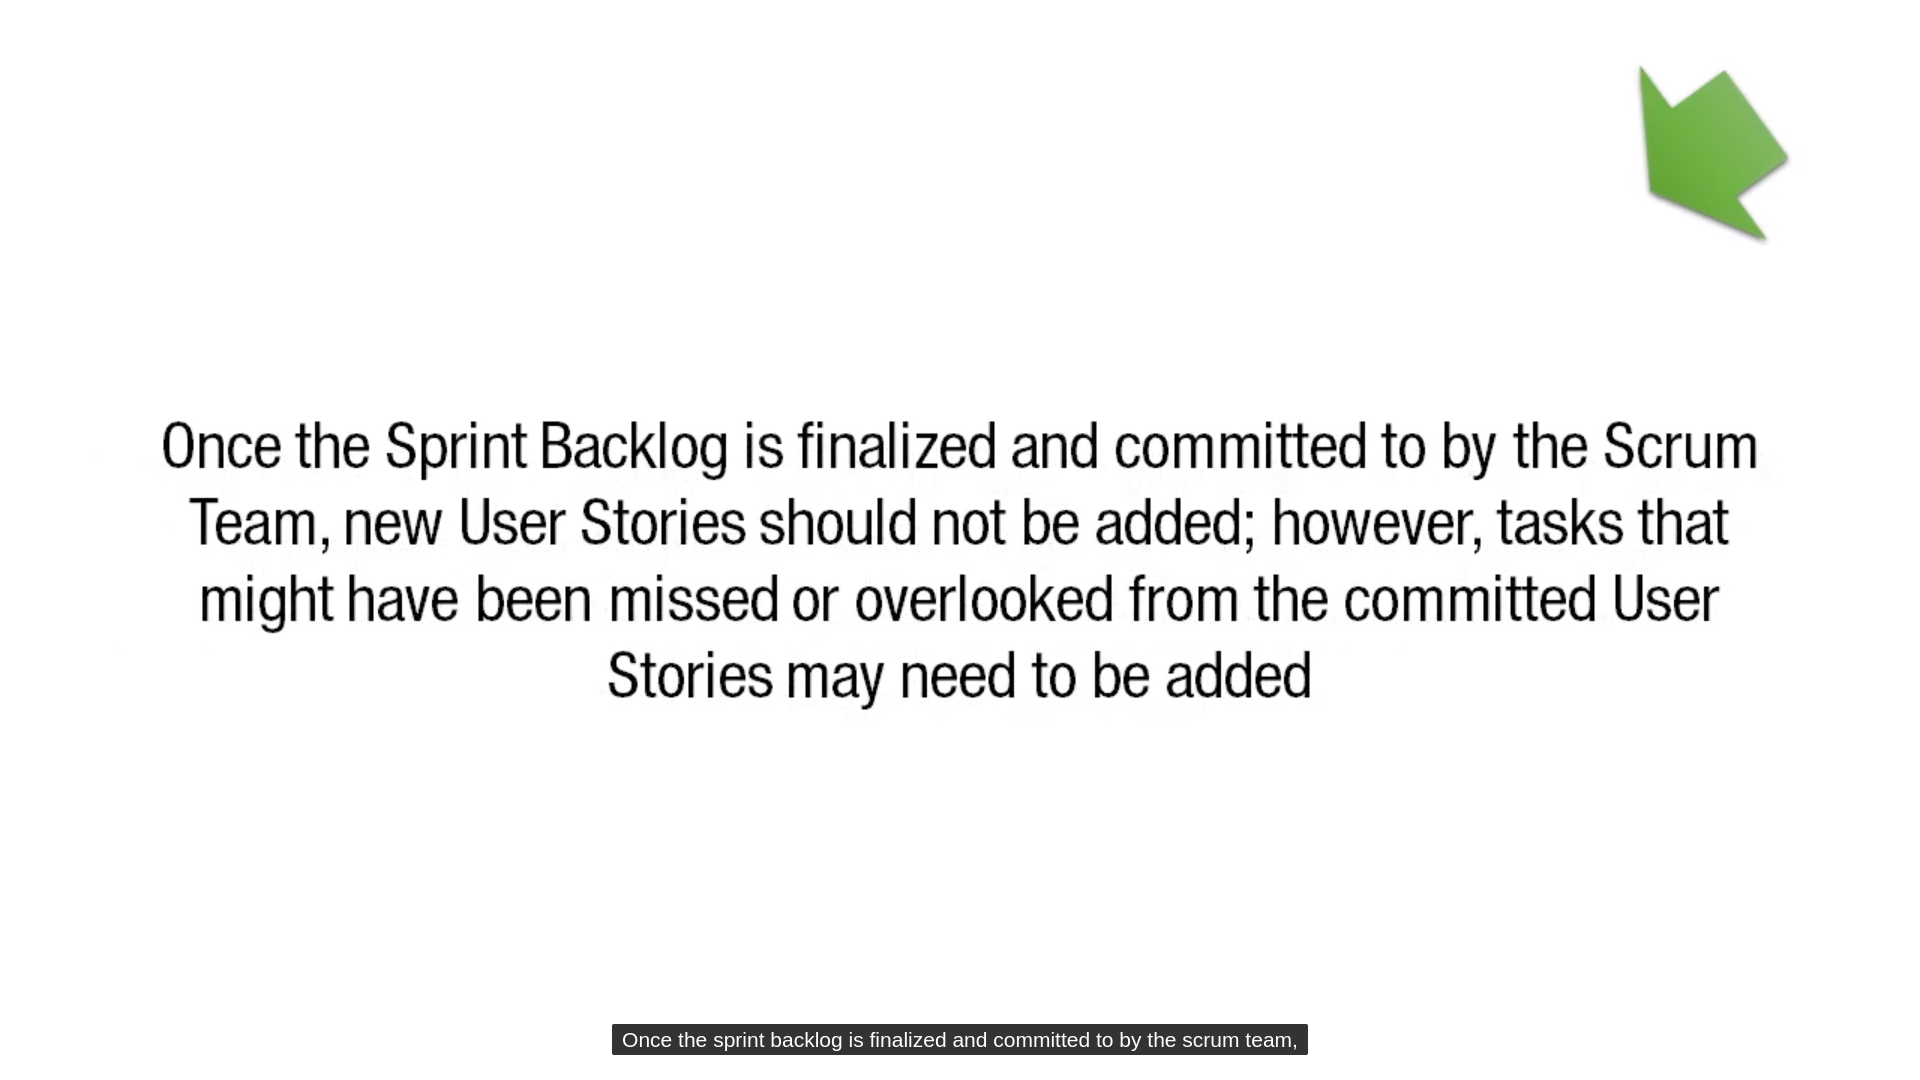 Once the Sprint Backlog is finalized and committed to by the Scrum
Team, new User Stories should not be added; however, tasks that
might have been missed or overlooked from the committed User
Stories may need to be added
Once the sprint backlog is finalized and committed to by the scrum team,